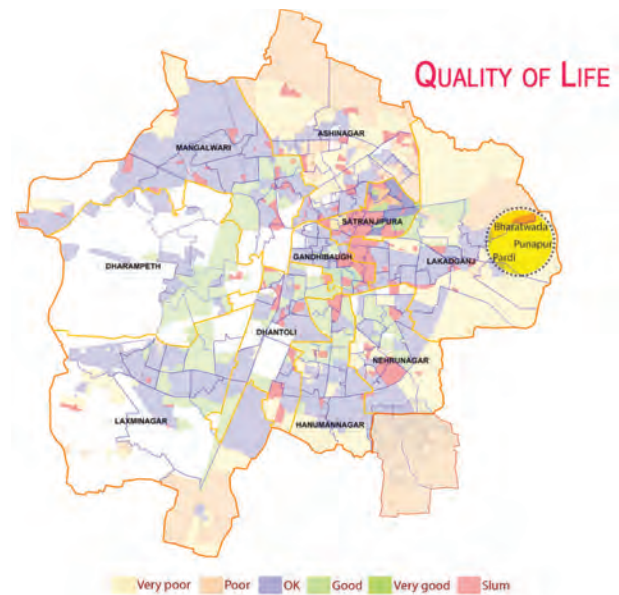 QUALITY OF LIFE
ASHINAGAR
MANGALWARI
SATRANJIPURA
Bharatwada
Punapur
GANDHIBAUGH
LAKADGANJ
Pardi
DHARAMPETH
DHANTOLI
NEHRUNAGAR
LAXMINAGAR
HANUMANNAGAR
Very poor Poor OK Good Very good Slum